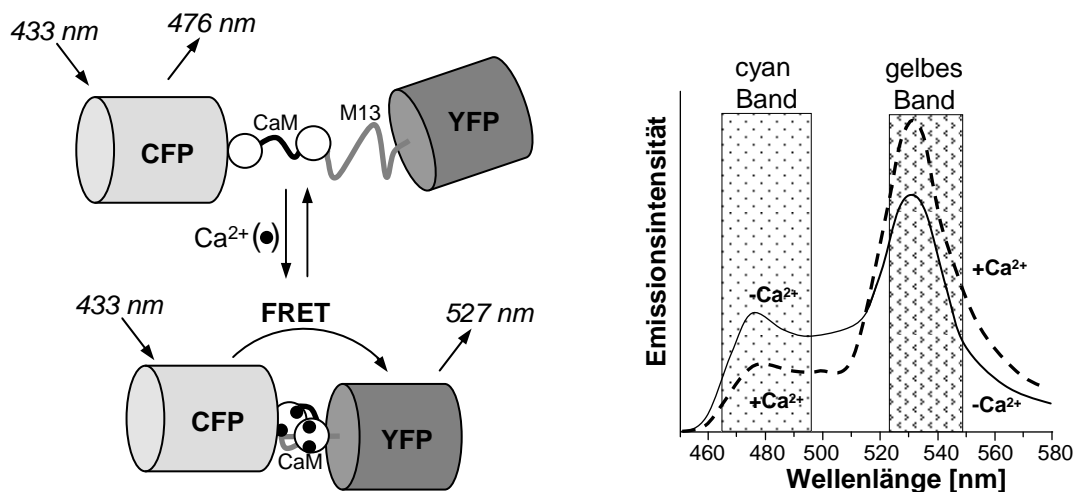 433 nm
476 nm
CFP
CaM
M13
YFP
Ca²⁺(●)
433 nm
FRET
527 nm
CFP
CaM
YFP
cyan
Band
gelbes
Band
Emissionsintensität
-Ca²⁺
+Ca²⁺
+Ca²⁺
-Ca²⁺
460 480 500 520 540 560 580
Wellenlänge [nm]